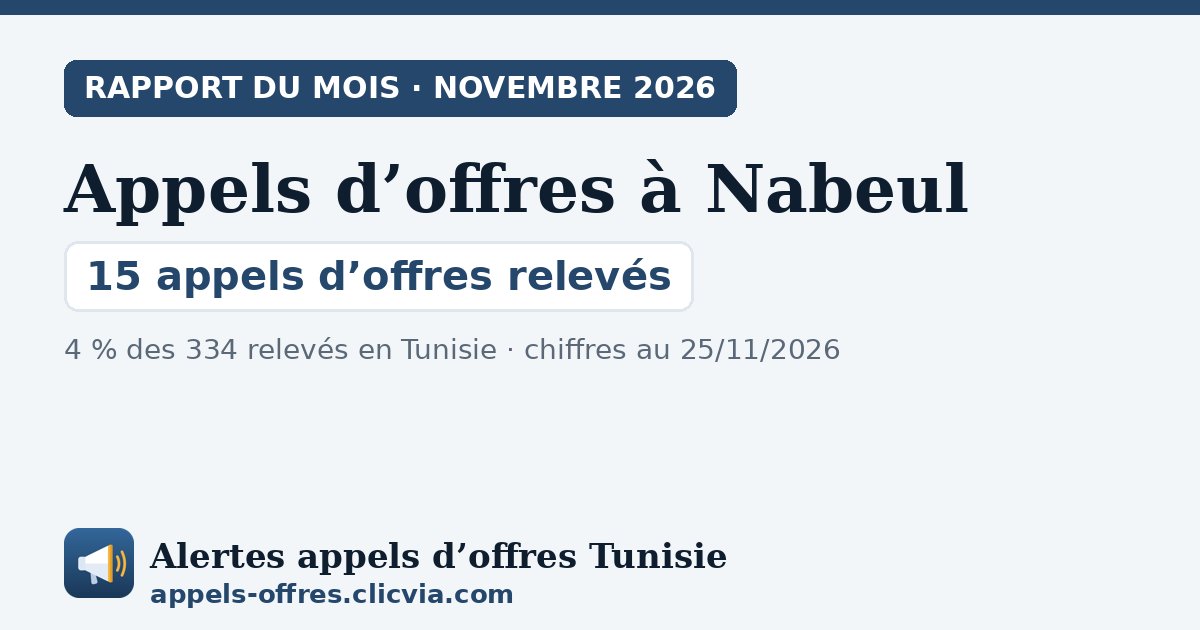 RAPPORT DU MOIS · NOVEMBRE 2026
Appels d’offres à Nabeul
15 appels d’offres relevés
4 % des 334 relevés en Tunisie · chiffres au 25/11/2026
Alertes appels d’offres Tunisie
appels-offres.clicvia.com